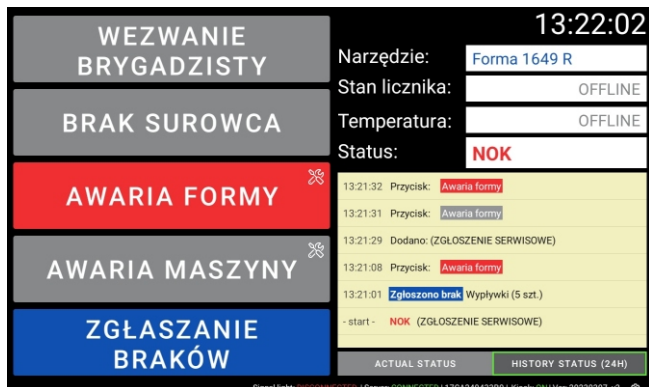 13:22:02
WEZWANIE
BRYGADZISTY
BRAK SUROWCA
AWARIA FORMY
AWARIA MASZYNY
ZGŁASZANIE
BRAKÓW
Narzędzie: Forma 1649 R
Stan licznika: OFFLINE
Temperatura: OFFLINE
Status: NOK
13:21:32 Przycisk: Awaria formy
13:21:31 Przycisk: Awaria formy
13:21:29 Dodano: (ZGŁOSZENIE SERWISOWE)
13:21:08 Przycisk: Awaria formy
13:21:01 Zgłoszono brak Wypływki (5 szt.)
- start - NOK (ZGŁOSZENIE SERWISOWE)
ACTUAL STATUS HISTORY STATUS (24H)